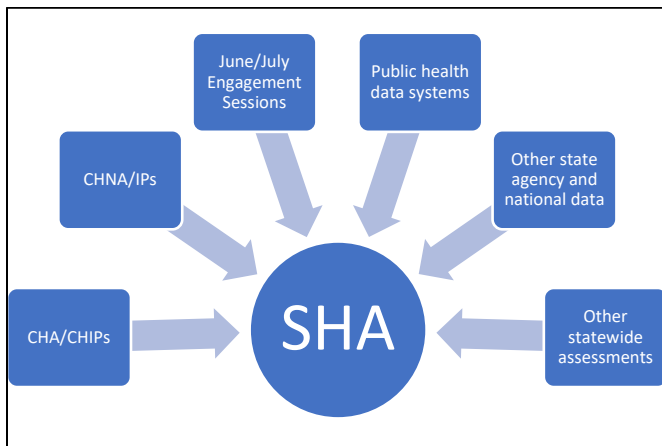 June/July
Engagement
Sessions
Public health
data systems
CHNA/IPs
Other state
agency and
national data
CHA/CHIPs
SHA
Other
statewide
assessments